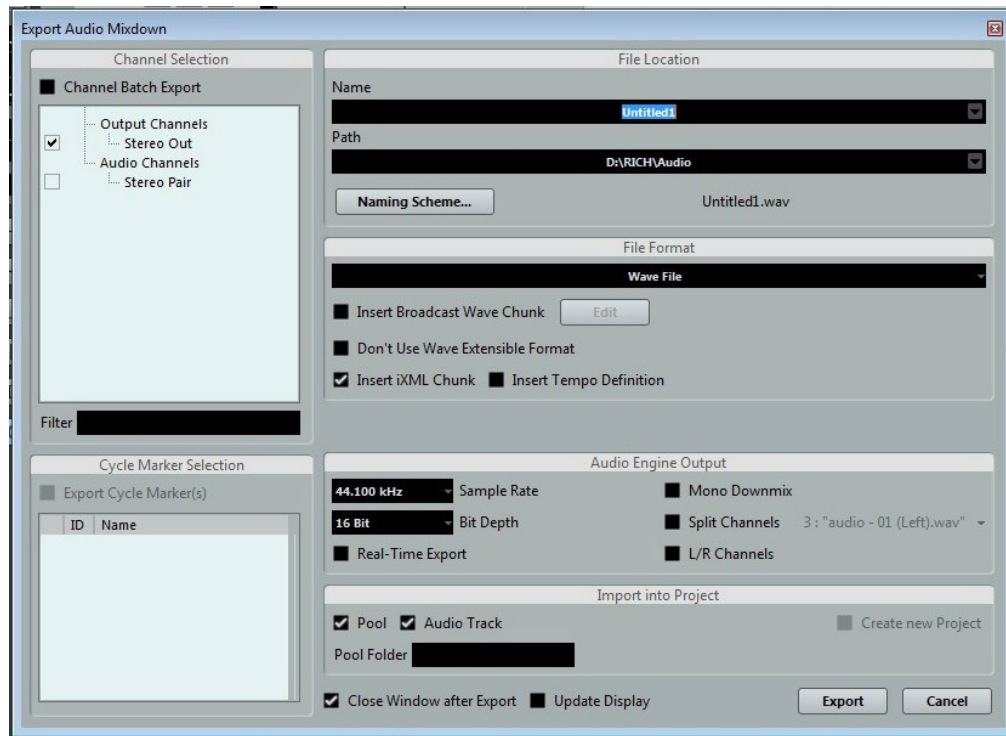 Export Audio Mixdown
Channel Selection
Channel Batch Export
Output Channels
Stereo Out
Audio Channels
Stereo Pair
Filter
Cycle Marker Selection
Export Cycle Marker(s)
ID Name
File Location
Name
Untitled1
Path
D:\RICH\Audio
Naming Scheme... Untitled1.wav
File Format
Wave File
Insert Broadcast Wave Chunk Edit
Don't Use Wave Extensible Format
Insert iXML Chunk Insert Tempo Definition
Audio Engine Output
44.100 kHz Sample Rate Mono Downmix
16 Bit Bit Depth Split Channels 3 : "audio - 01 (Left).wav"
Real-Time Export L/R Channels
Import into Project
Pool Audio Track Create new Project
Pool Folder
Close Window after Export Update Display Export Cancel